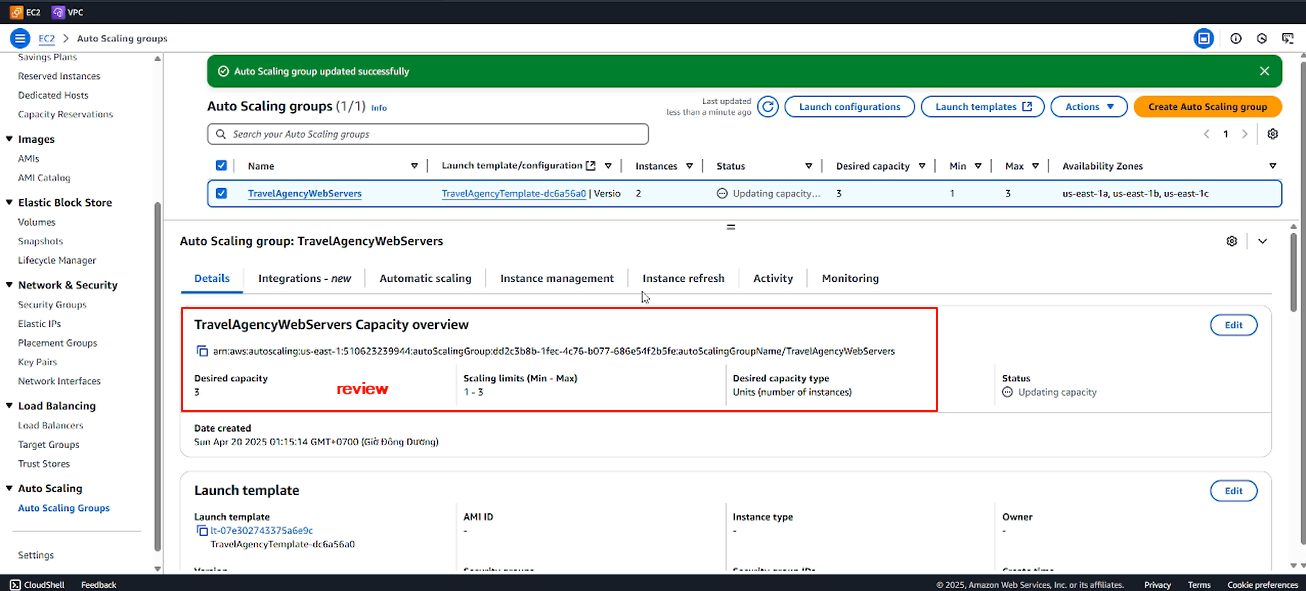 EC2 VPC
EC2 > Auto Scaling groups
Savings Plans
Reserved Instances
Dedicated Hosts
Capacity Reservations
Images
AMIs
AMI Catalog
Elastic Block Store
Volumes
Snapshots
Lifecycle Manager
Network & Security
Security Groups
Elastic IPs
Placement Groups
Key Pairs
Network Interfaces
Load Balancing
Load Balancers
Target Groups
Trust Stores
Auto Scaling
Auto Scaling Groups
Settings
Auto Scaling group updated successfully
Auto Scaling groups (1/1) Info
Last updated
less than a minute ago
Launch configurations
Launch templates
Actions
Create Auto Scaling group
Search your Auto Scaling groups
1
Name Launch template/configuration Instances Status Desired capacity Min Max Availability Zones
TravelAgencyWebServers TravelAgencyTemplate-dc6a56a0 | Versio 2 Updating capacity... 3 1 3 us-east-1a, us-east-1b, us-east-1c
Auto Scaling group: TravelAgencyWebServers
Details Integrations - new Automatic scaling Instance management Instance refresh Activity Monitoring
TravelAgencyWebServers Capacity overview
Edit
arn:aws:autoscaling:us-east-1:510623239944:autoScalingGroup:dd2c3b8b-1fec-4c76-b077-686e54f2b5fe:autoScalingGroupName/TravelAgencyWebServers
Desired capacity Scaling limits (Min - Max) Desired capacity type Status
3 review 1 - 3 Units (number of instances) Updating capacity
Date created
Sun Apr 20 2025 01:15:14 GMT+0700 (Giờ Đông Dương)
Launch template
Edit
Launch template AMI ID Instance type Owner
lt-07e302743375a6e9c - - -
TravelAgencyTemplate-dc6a56a0
Version Security groups Security group IDs Create time
CloudShell Feedback © 2025, Amazon Web Services, Inc. or its affiliates. Privacy Terms Cookie preferences